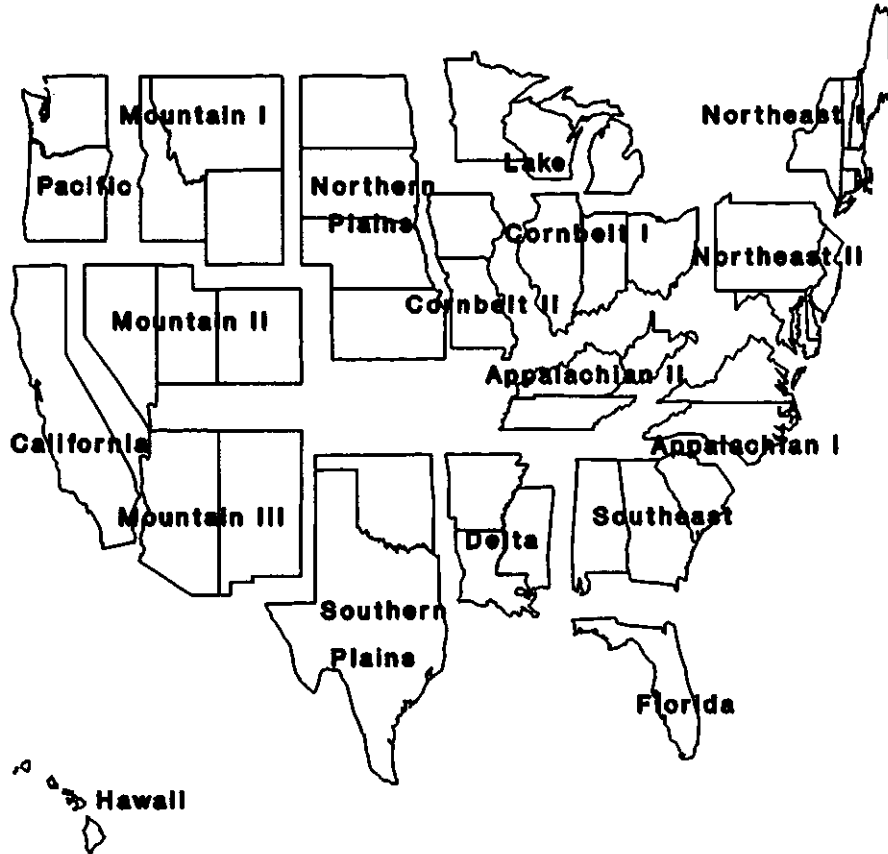 Mountain I
Northeast I
Lake
Pacific
Northern
Plains
Cornbelt I
Northeast II
Cornbelt II
Mountain II
Appalachian II
California
Appalachian I
Mountain III
Southeast
Delta
Southern
Plains
Florida
Hawaii